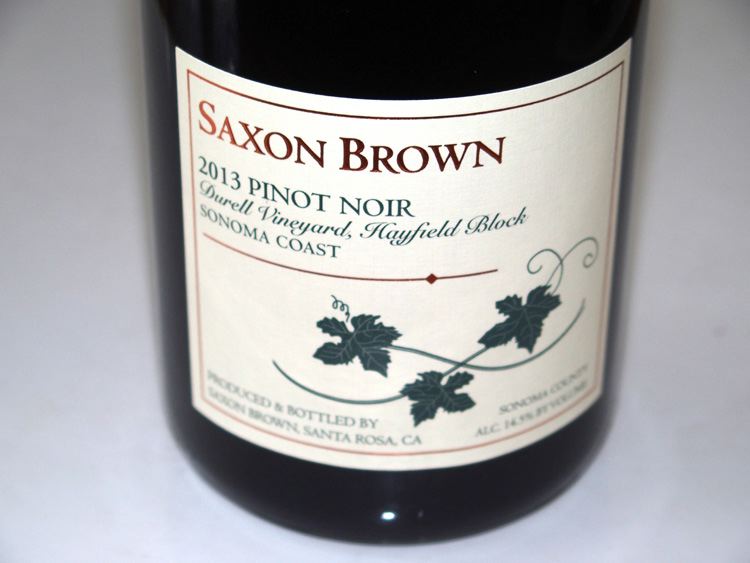 SAXON BROWN
2013 PINOT NOIR
Durell Vineyard, Hayfield Block
SONOMA COAST
PRODUCED & BOTTLED BY
SAXON BROWN, SANTA ROSA, CA
SONOMA COUNTY
ALC. 14.5% BY VOLUME